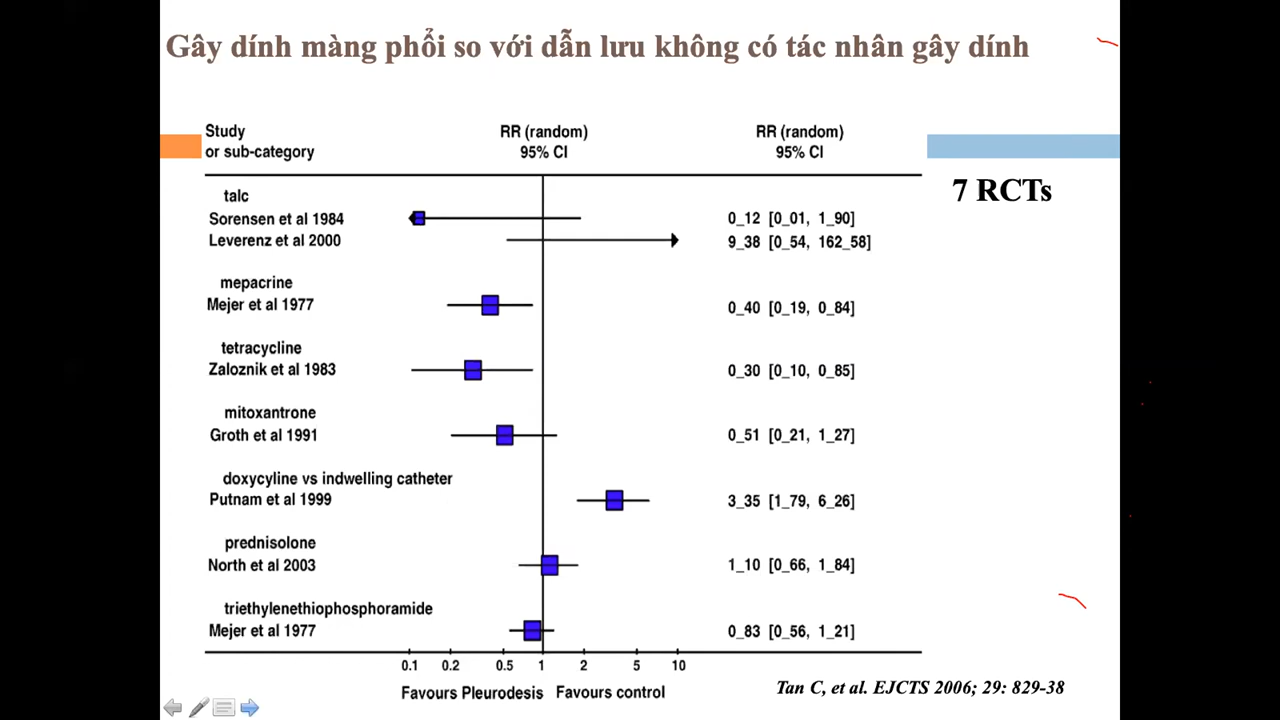 Gây dính màng phổi so với dẫn lưu không có tác nhân gây dính
Study RR (random) RR (random)
or sub-category 95% CI 95% CI
7 RCTs
talc
Sorensen et al 1984 0_12 [0_01, 1_90]
Leverenz et al 2000 9_38 [0_54, 162_58]
mepacrine
Mejer et al 1977 0_40 [0_19, 0_84]
tetracycline
Zaloznik et al 1983 0_30 [0_10, 0_85]
mitoxantrone
Groth et al 1991 0_51 [0_21, 1_27]
doxycyline vs indwelling catheter
Putnam et al 1999 3_35 [1_79, 6_26]
prednisolone
North et al 2003 1_10 [0_66, 1_84]
triethylenethiophosphoramide
Mejer et al 1977 0_83 [0_56, 1_21]
0.1 0.2 0.5 1 2 5 10
Favours Pleurodesis Favours control
Tan C, et al. EJCTS 2006; 29: 829-38